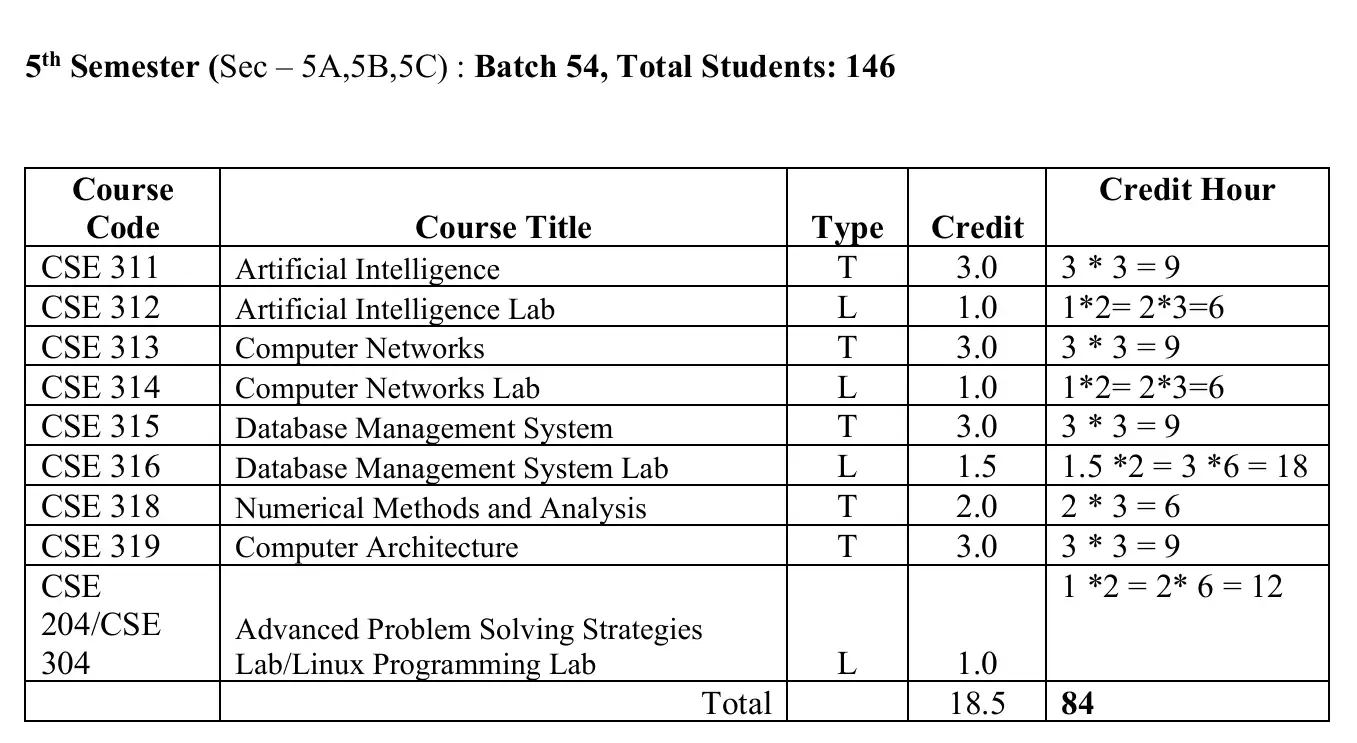 5th Semester (Sec – 5A,5B,5C) : Batch 54, Total Students: 146
Course Code Course Title Type Credit Credit Hour
CSE 311 Artificial Intelligence T 3.0 3 * 3 = 9
CSE 312 Artificial Intelligence Lab L 1.0 1*2= 2*3=6
CSE 313 Computer Networks T 3.0 3 * 3 = 9
CSE 314 Computer Networks Lab L 1.0 1*2= 2*3=6
CSE 315 Database Management System T 3.0 3 * 3 = 9
CSE 316 Database Management System Lab L 1.5 1.5 *2 = 3 *6 = 18
CSE 318 Numerical Methods and Analysis T 2.0 2 * 3 = 6
CSE 319 Computer Architecture T 3.0 3 * 3 = 9
CSE 204/CSE 304 Advanced Problem Solving Strategies Lab/Linux Programming Lab L 1.0 1 *2 = 2* 6 = 12
Total 18.5 84